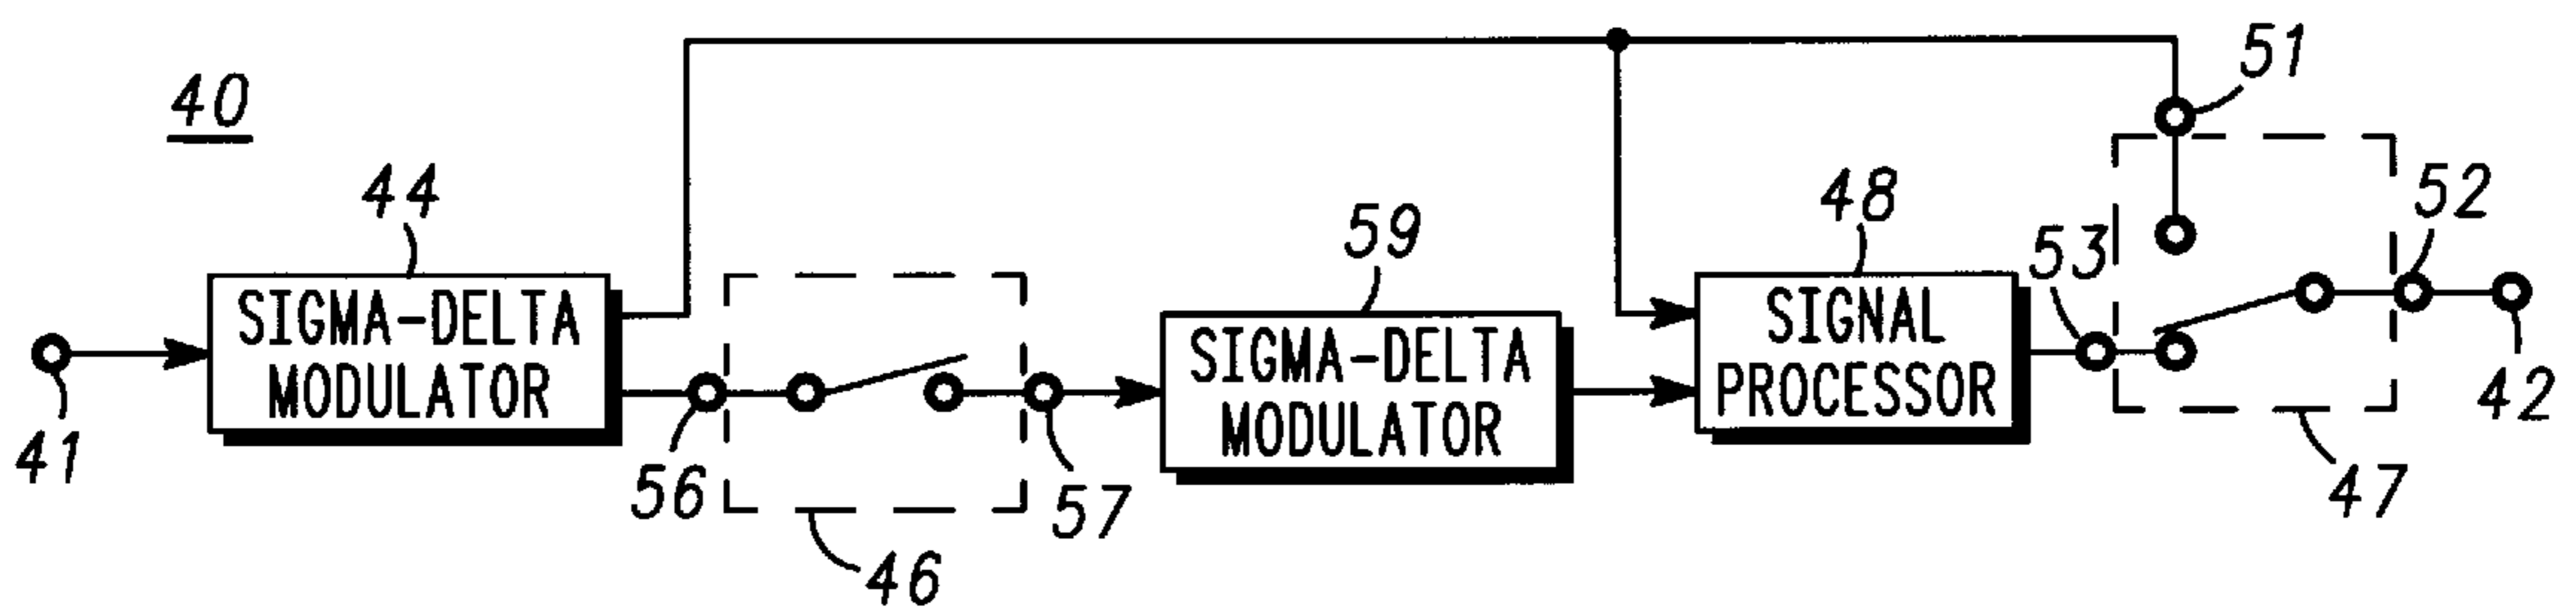 40
51
44
59
48
53
52
SIGMA-DELTA
MODULATOR
SIGMA-DELTA
MODULATOR
SIGNAL
PROCESSOR
41
56
57
42
47
46